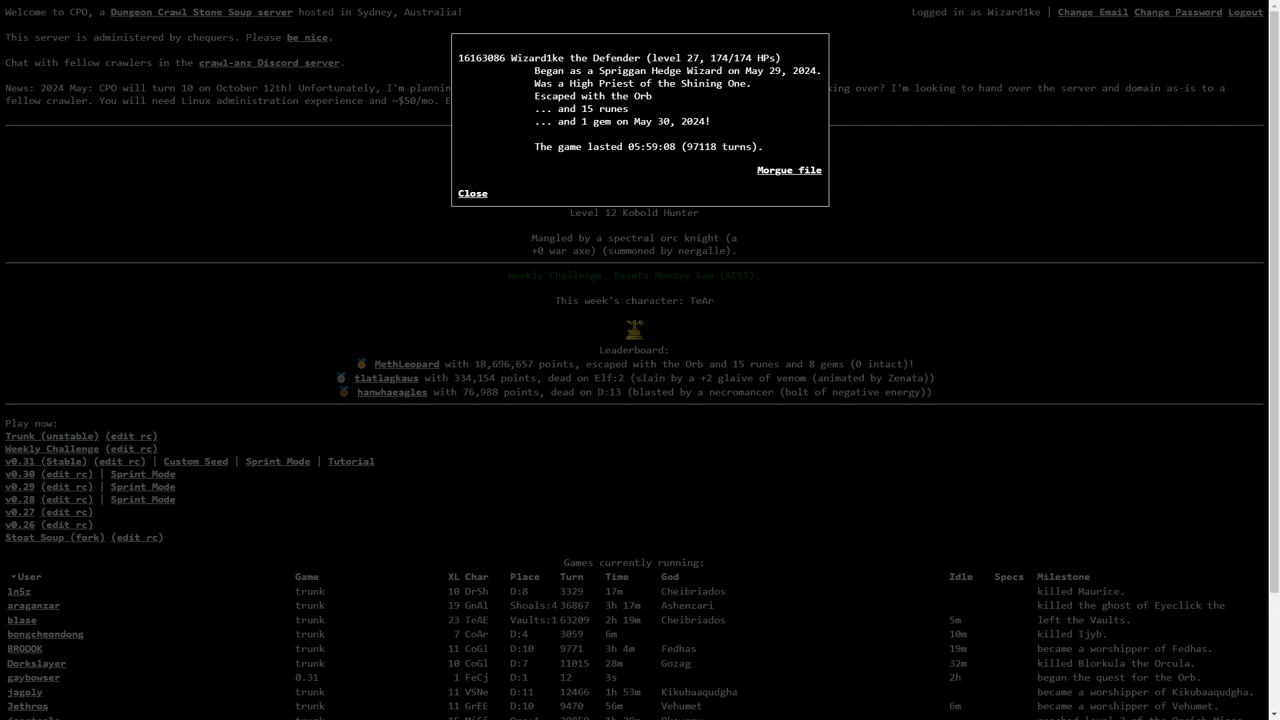 Welcome to CPO, a Dungeon Crawl Stone Soup server hosted in Sydney, Australia!
Logged in as Wizard1ke | Change Email Change Password Logout
This server is administered by chequers. Please be nice.
Chat with fellow crawlers in the crawl-anz Discord server.
News: 2024 May: CPO will turn 10 on October 12th! Unfortunately, I'm plannin king over? I'm looking to hand over the server and domain as-is to a
fellow crawler. You will need Linux administration experience and ~$50/mo. E
16163086 Wizard1ke the Defender (level 27, 174/174 HPs)
Began as a Spriggan Hedge Wizard on May 29, 2024.
Was a High Priest of the Shining One.
Escaped with the Orb
... and 15 runes
... and 1 gem on May 30, 2024!
The game lasted 05:59:08 (97118 turns).
Morgue file
Close
Level 12 Kobold Hunter
Mangled by a spectral orc knight (a
+0 war axe) (summoned by nergalle).
Weekly Challenge. Resets Monday 6am (AEST).
This week's character: TeAr
Leaderboard:
MethLeopard with 18,696,657 points, escaped with the Orb and 15 runes and 8 gems (0 intact)!
tlatlagkaus with 334,154 points, dead on Elf:2 (slain by a +2 glaive of venom (animated by Zenata))
hanwhaeagles with 76,988 points, dead on D:13 (blasted by a necromancer (bolt of negative energy))
Play now:
Trunk (unstable) (edit rc)
Weekly Challenge (edit rc)
v0.31 (Stable) (edit rc) | Custom Seed | Sprint Mode | Tutorial
v0.30 (edit rc) | Sprint Mode
v0.29 (edit rc) | Sprint Mode
v0.28 (edit rc) | Sprint Mode
v0.27 (edit rc)
v0.26 (edit rc)
Stoat Soup (fork) (edit rc)
Games currently running:
User Game XL Char Place Turn Time God Idle Specs Milestone
ln5z trunk 10 DrSh D:8 3329 17m Cheibriados killed Maurice.
araganzar trunk 19 GnAl Shoals:4 36867 3h 17m Ashenzari killed the ghost of Eyeclick the
blase trunk 23 TeAE Vaults:1 63209 2h 19m Cheibriados 5m left the Vaults.
bongcheondong trunk 7 CoAr D:4 3059 6m 10m killed Ijyb.
BRODOK trunk 11 CoGl D:10 9771 3h 4m Fedhas 19m became a worshipper of Fedhas.
Dorkslayer trunk 10 CoGl D:7 11015 28m Gozag 32m killed Blorkula the Orcula.
gaybowser 0.31 1 FeCj D:1 12 3s 2h began the quest for the Orb.
jagoly trunk 11 VSNe D:11 12466 1h 53m Kikubaaqudgha became a worshipper of Kikubaaqudgha.
Jethros trunk 11 GrEE D:10 9470 56m Vehumet 6m became a worshipper of Vehumet.